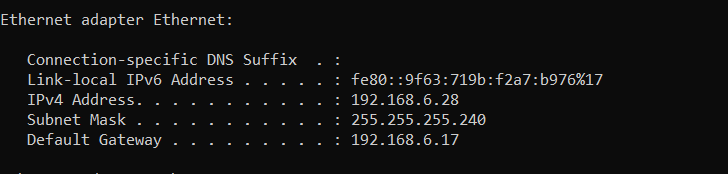 Ethernet adapter Ethernet:
Connection-specific DNS Suffix  . :
Link-local IPv6 Address . . . . . : fe80::9f63:719b:f2a7:b976%17
IPv4 Address. . . . . . . . . . . : 192.168.6.28
Subnet Mask . . . . . . . . . . . : 255.255.255.240
Default Gateway . . . . . . . . . : 192.168.6.17